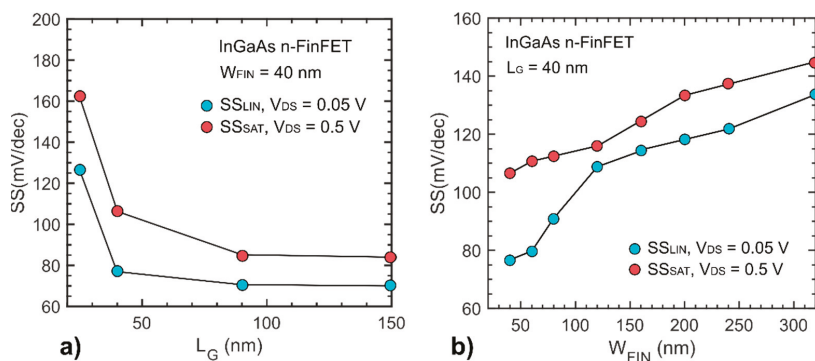 200
180
160
140
120
100
80
60
SS(mV/dec)
InGaAs n-FinFET
WFIN = 40 nm
SSLIN, VDS = 0.05 V
SSSAT, VDS = 0.5 V
50
100
150
LG (nm)
a)
160
140
120
100
80
60
SS(mV/dec)
InGaAs n-FinFET
LG = 40 nm
SSLIN, VDS = 0.05 V
SSSAT, VDS = 0.5 V
50
100
150
200
250
300
WFIN (nm)
b)